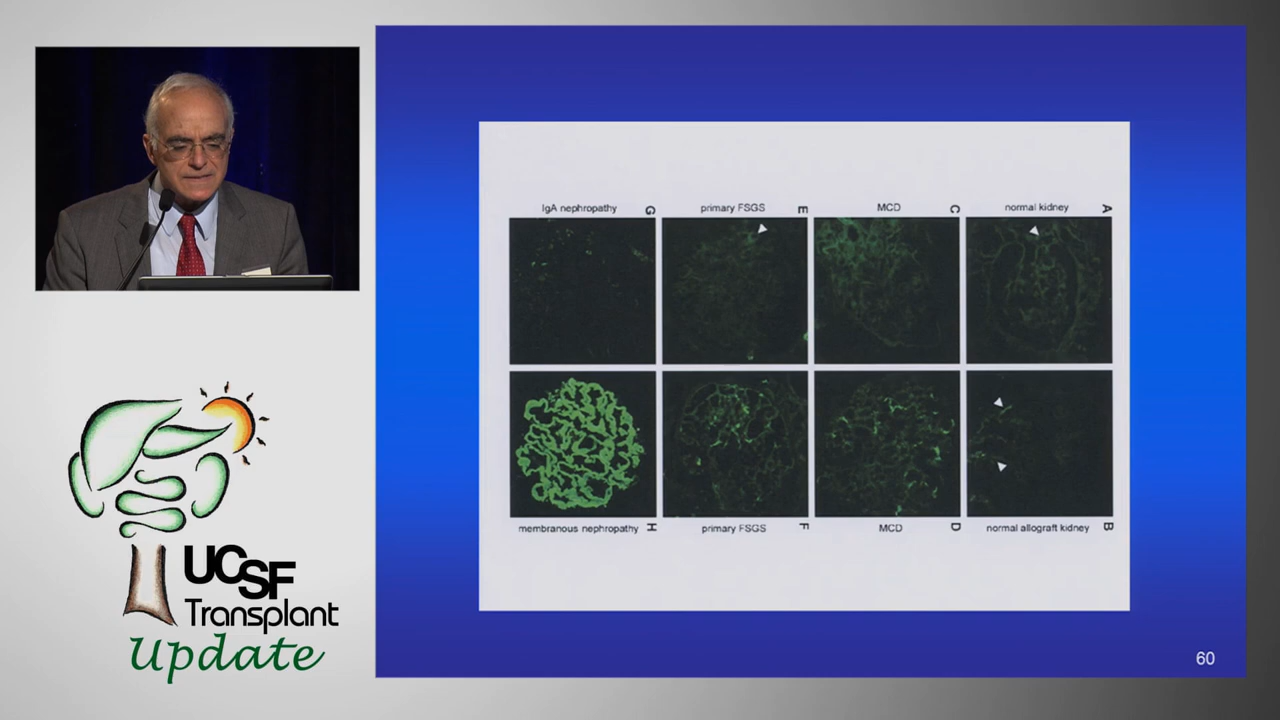 IgA nephropathy G primary FSGS E MCD C normal kidney A
membranous nephropathy H primary FSGS F MCD D normal allograft kidney B
UCSF
Transplant
Update
60